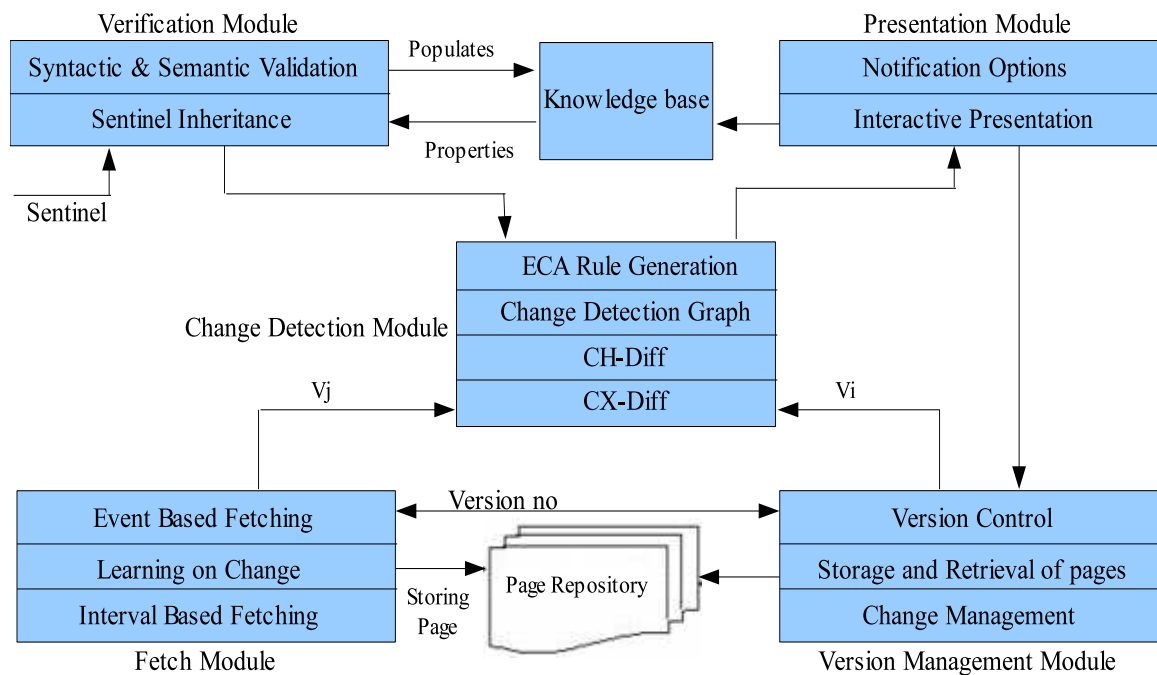 Verification Module
Presentation Module
Syntactic & Semantic Validation
Sentinel Inheritance
Populates
Properties
Knowledge base
Notification Options
Interactive Presentation
Sentinel
Change Detection Module
ECA Rule Generation
Change Detection Graph
CH-Diff
CX-Diff
Vj
Vi
Event Based Fetching
Learning on Change
Interval Based Fetching
Fetch Module
Version no
Storing
Page
Page Repository
Version Control
Storage and Retrieval of pages
Change Management
Version Management Module